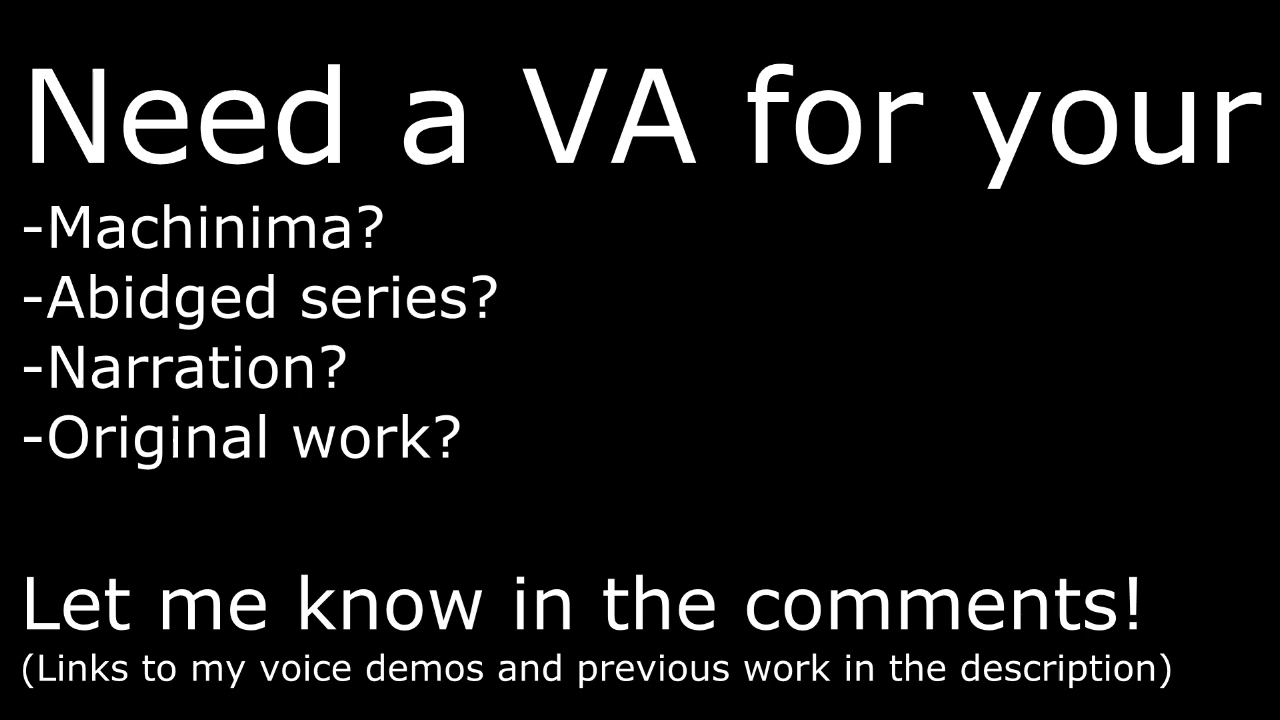 Need a VA for your
-Machinima?
-Abidged series?
-Narration?
-Original work?
Let me know in the comments!
(Links to my voice demos and previous work in the description)